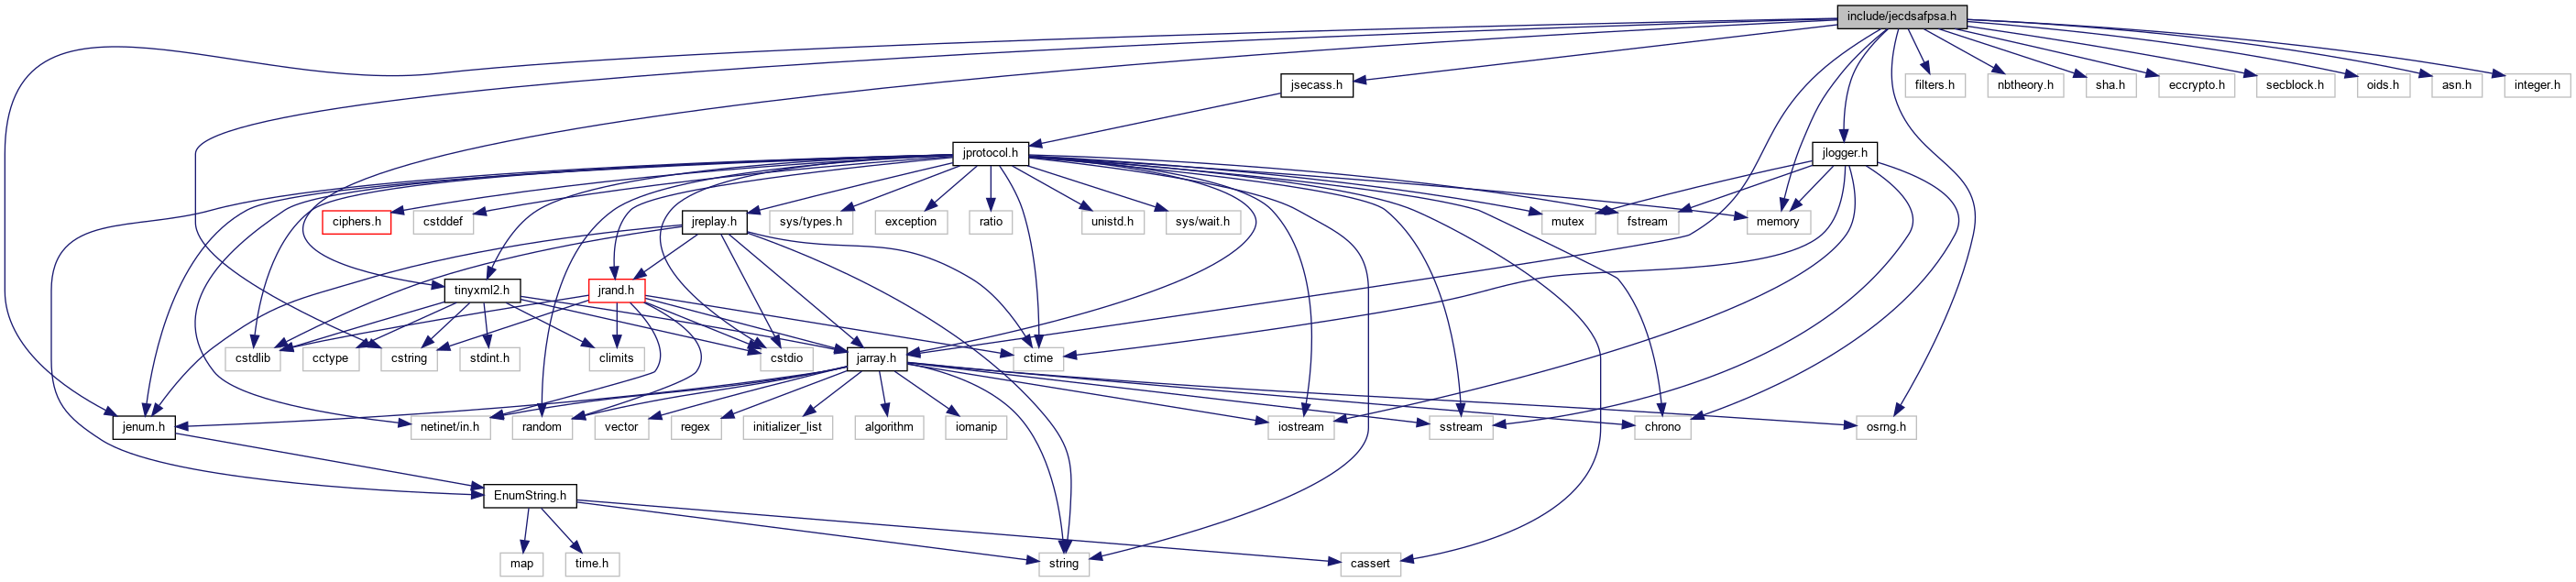 include/jecdsafpsa.h
jsecass.h
filters.h
nbtheory.h
sha.h
eccrypto.h
secblock.h
oids.h
asn.h
integer.h
jprotocol.h
jlogger.h
ciphers.h
cstddef
jreplay.h
sys/types.h
exception
ratio
unistd.h
sys/wait.h
mutex
fstream
memory
tinyxml2.h
jrand.h
cstdlib
cctype
cstring
stdint.h
climits
cstdio
jarray.h
ctime
jenum.h
netinet/in.h
random
vector
regex
initializer_list
algorithm
iomanip
iostream
sstream
chrono
osrng.h
EnumString.h
map
time.h
string
cassert